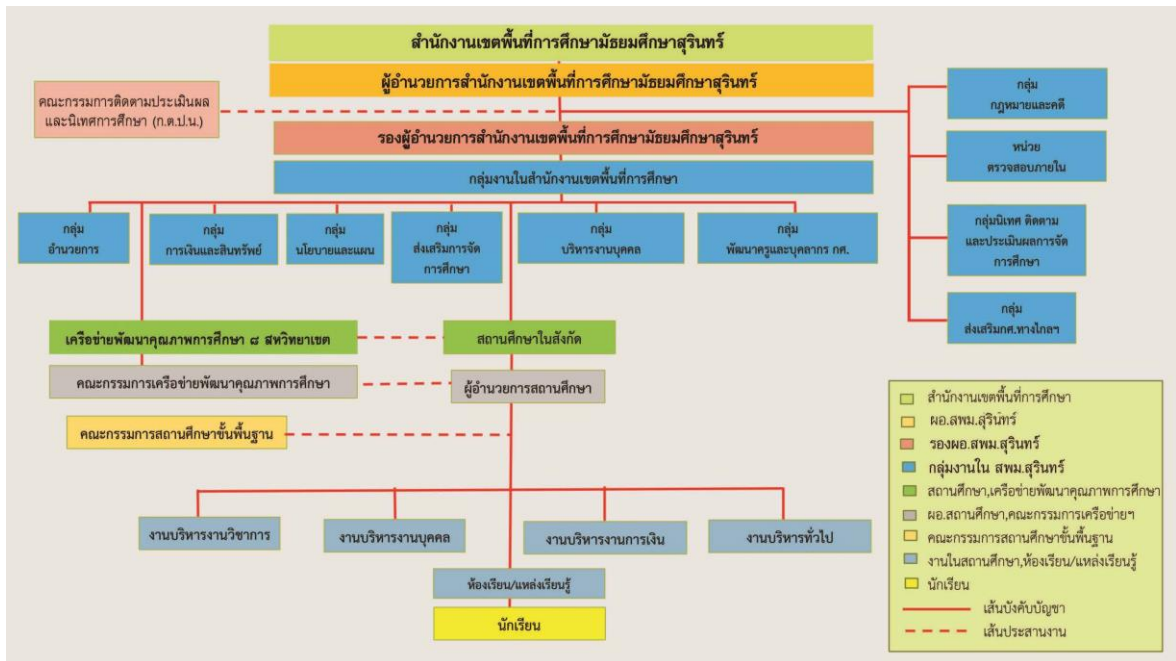 สำนักงานเขตพื้นที่การศึกษามัธยมศึกษาสุรินทร์
ผู้อำนวยการสำนักงานเขตพื้นที่การศึกษามัธยมศึกษาสุรินทร์
คณะกรรมการติดตามประเมินผล
และนิเทศการศึกษา (ก.ต.ป.น.)
รองผู้อำนวยการสำนักงานเขตพื้นที่การศึกษามัธยมศึกษาสุรินทร์
กลุ่มงานในสำนักงานเขตพื้นที่การศึกษา
กลุ่ม
กฎหมายและคดี
หน่วย
ตรวจสอบภายใน
กลุ่มนิเทศ ติดตาม
และประเมินผลการจัด
การศึกษา
กลุ่ม
ส่งเสริมกศ.ทางไกลฯ
กลุ่ม
อำนวยการ
กลุ่ม
การเงินและสินทรัพย์
กลุ่ม
นโยบายและแผน
กลุ่ม
ส่งเสริมการจัด
การศึกษา
กลุ่ม
บริหารงานบุคคล
กลุ่ม
พัฒนาครูและบุคลากร กศ.
เครือข่ายพัฒนาคุณภาพการศึกษา ๘ สหวิทยาเขต
สถานศึกษาในสังกัด
คณะกรรมการเครือข่ายพัฒนาคุณภาพการศึกษา
ผู้อำนวยการสถานศึกษา
คณะกรรมการสถานศึกษาขั้นพื้นฐาน
งานบริหารงานวิชาการ
งานบริหารงานบุคคล
งานบริหารงานการเงิน
งานบริหารทั่วไป
ห้องเรียน/แหล่งเรียนรู้
นักเรียน
สำนักงานเขตพื้นที่การศึกษา
ผอ.สพม.สุรินทร์
รองผอ.สพม.สุรินทร์
กลุ่มงานใน สพม.สุรินทร์
สถานศึกษา,เครือข่ายพัฒนาคุณภาพการศึกษา
ผอ.สถานศึกษา,คณะกรรมการเครือข่ายฯ
คณะกรรมการสถานศึกษาขั้นพื้นฐาน
งานในสถานศึกษา,ห้องเรียน/แหล่งเรียนรู้
นักเรียน
เส้นบังคับบัญชา
เส้นประสานงาน